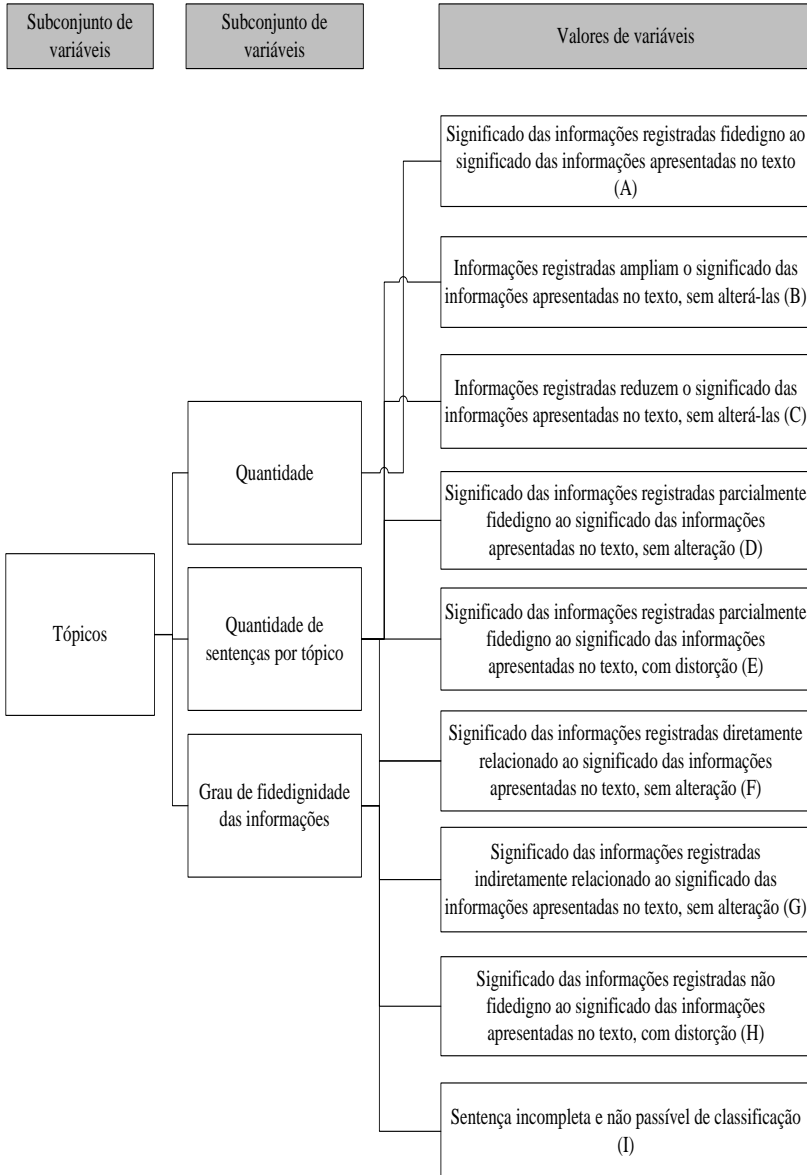 Subconjunto de
variáveis
Subconjunto de
variáveis
Valores de variáveis
Significado das informações registradas fidedigno ao
significado das informações apresentadas no texto
(A)
Informações registradas ampliam o significado das
informações apresentadas no texto, sem alterá-las (B)
Informações registradas reduzem o significado das
informações apresentadas no texto, sem alterá-las (C)
Quantidade
Significado das informações registradas parcialmente
fidedigno ao significado das informações
apresentadas no texto, sem alteração (D)
Tópicos
Quantidade de
sentenças por tópico
Significado das informações registradas parcialmente
fidedigno ao significado das informações
apresentadas no texto, com distorção (E)
Grau de fidedignidade
das informações
Significado das informações registradas diretamente
relacionado ao significado das informações
apresentadas no texto, sem alteração (F)
Significado das informações registradas
indiretamente relacionado ao significado das
informações apresentadas no texto, sem alteração (G)
Significado das informações registradas não
fidedigno ao significado das informações
apresentadas no texto, com distorção (H)
Sentença incompleta e não passível de classificação
(I)